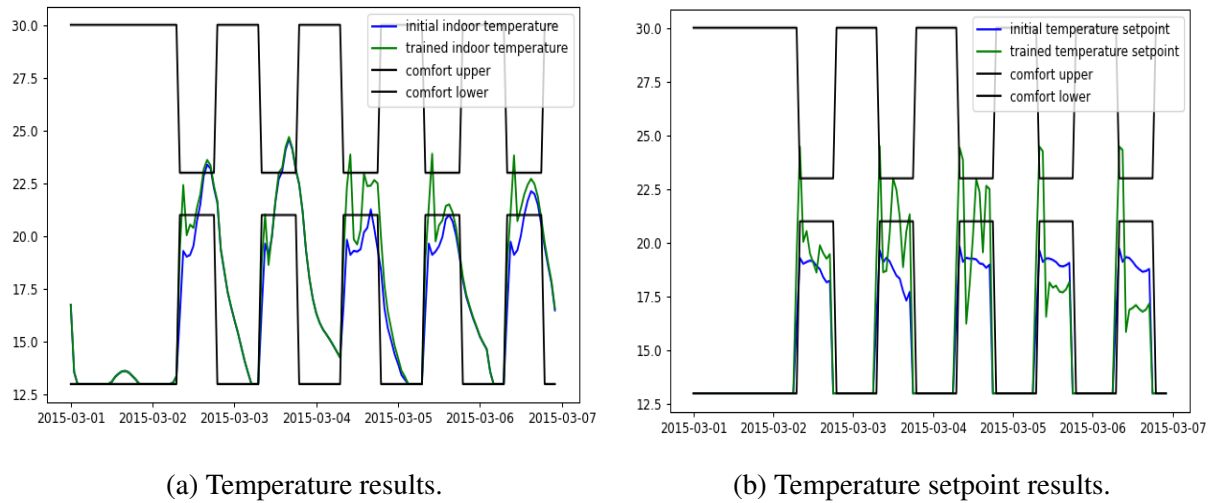 30.0
27.5
25.0
22.5
20.0
17.5
15.0
12.5
2015-03-01 2015-03-02 2015-03-03 2015-03-04 2015-03-05 2015-03-06 2015-03-07
initial indoor temperature
trained indoor temperature
comfort upper
comfort lower
(a) Temperature results.
30.0
27.5
25.0
22.5
20.0
17.5
15.0
12.5
2015-03-01 2015-03-02 2015-03-03 2015-03-04 2015-03-05 2015-03-06 2015-03-07
initial temperature setpoint
trained temperature setpoint
comfort upper
comfort lower
(b) Temperature setpoint results.